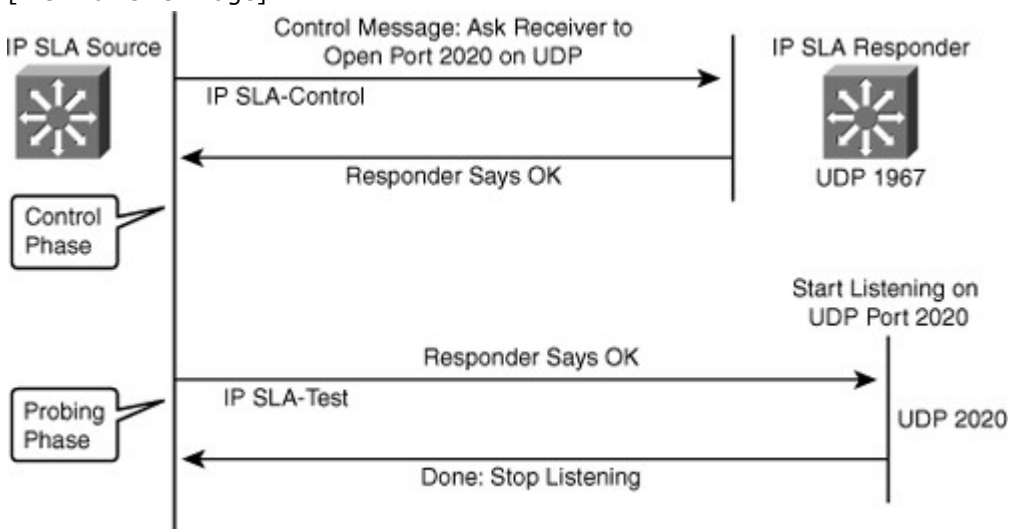 Control Message: Ask Receiver to
Open Port 2020 on UDP
IP SLA Source
IP SLA Responder
IP SLA-Control
Responder Says OK
UDP 1967
Control
Phase
Start Listening on
UDP Port 2020
Responder Says OK
IP SLA-Test
Probing
Phase
UDP 2020
Done: Stop Listening